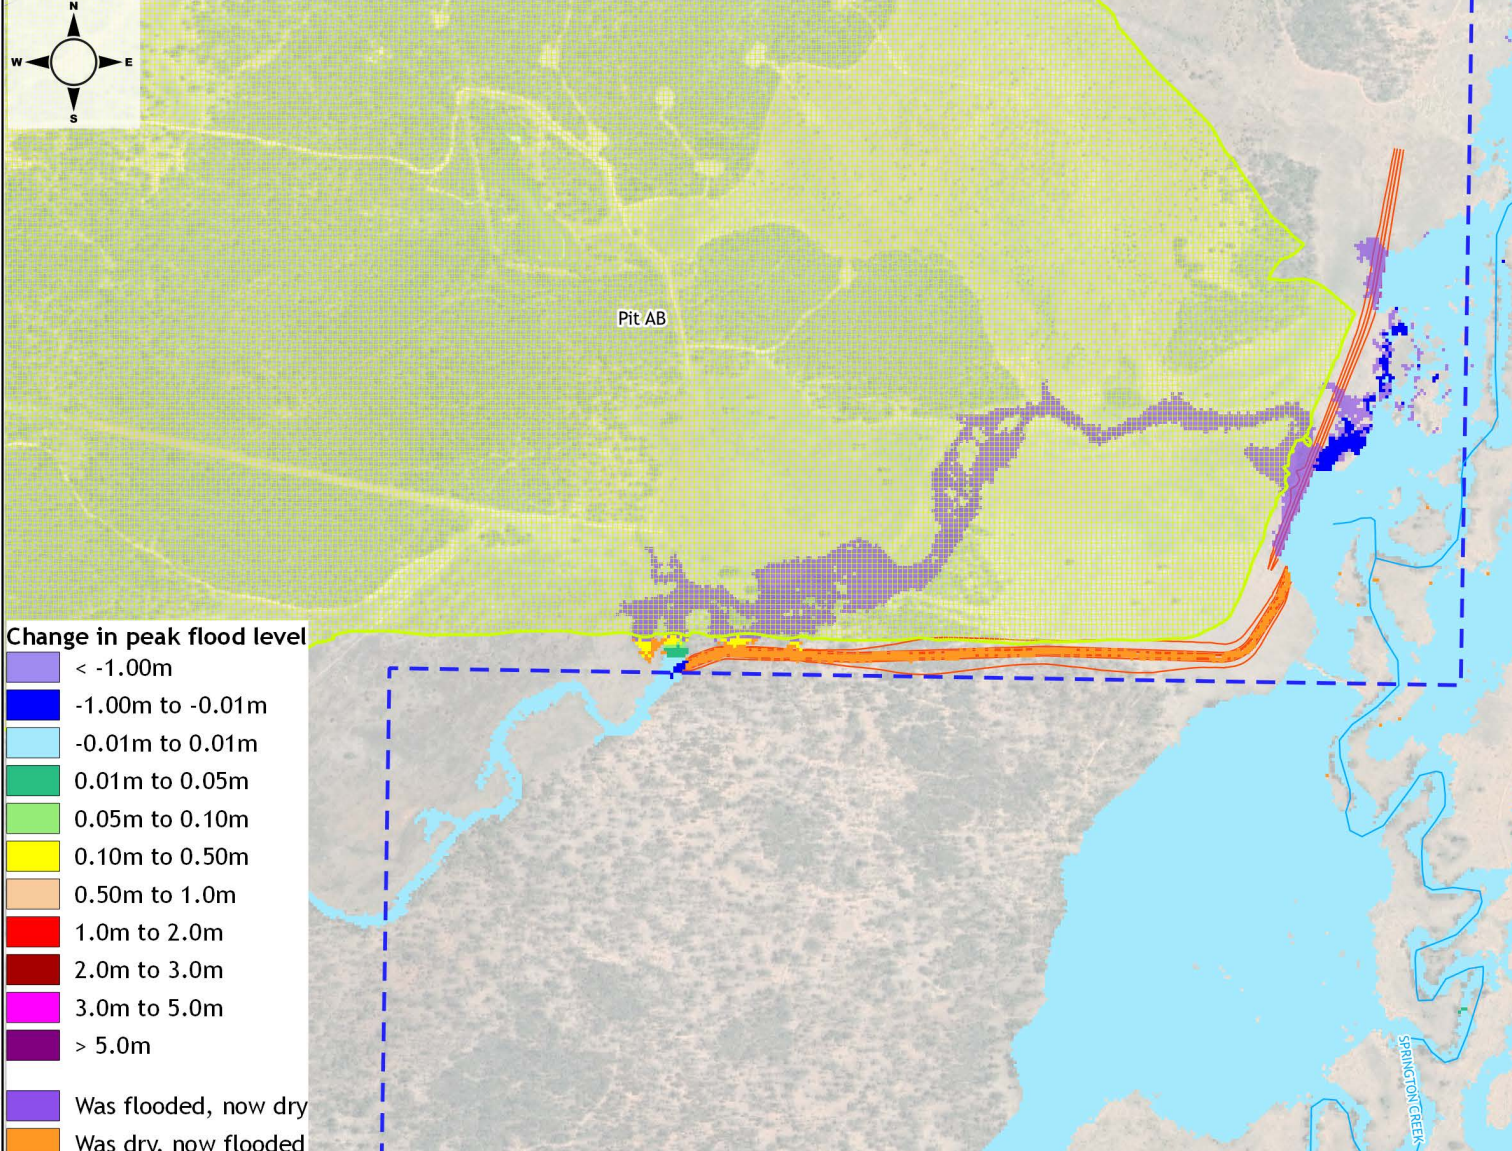 N
W E
S
Pit AB
Change in peak flood level
< -1.00m
-1.00m to -0.01m
-0.01m to 0.01m
0.01m to 0.05m
0.05m to 0.10m
0.10m to 0.50m
0.50m to 1.0m
1.0m to 2.0m
2.0m to 3.0m
3.0m to 5.0m
> 5.0m
Was flooded, now dry
Was dry, now flooded
SPRINGTON CREEK